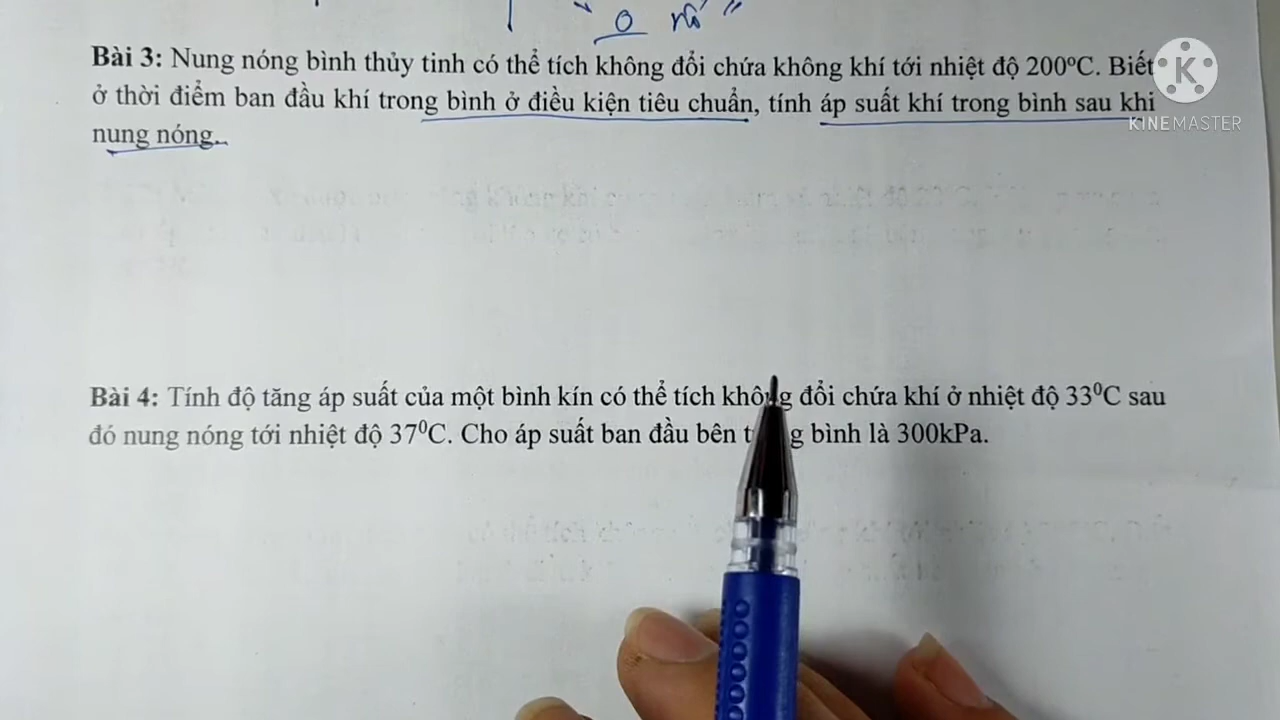 “ 0
Bài 3: Nung nóng bình thủy tinh có thể tích không đổi chứa không khí tới nhiệt độ 200ºC. Biết
ở thời điểm ban đầu khí trong bình ở điều kiện tiêu chuẩn, tính áp suất khí trong bình sau khi
nung nóng.
K
KINEMASTER
Bài 4: Tính độ tăng áp suất của một bình kín có thể tích không đổi chứa khí ở nhiệt độ 33⁰C sau
đó nung nóng tới nhiệt độ 37⁰C. Cho áp suất ban đầu bên trong bình là 300kPa.